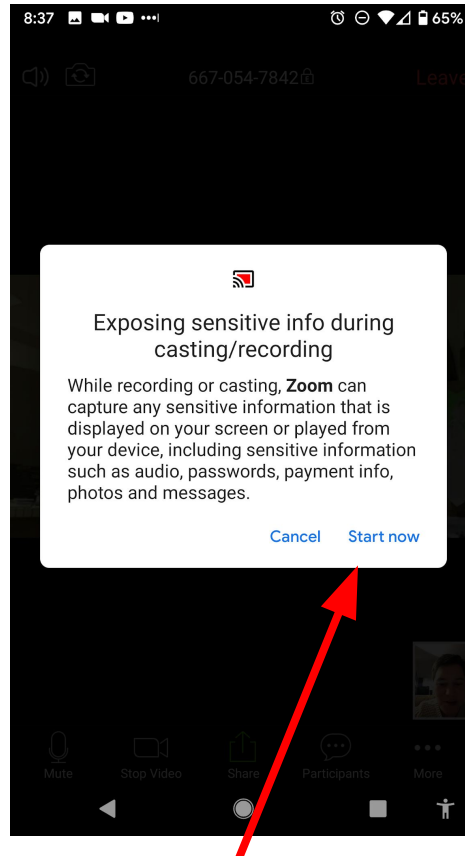 8:37 65%
667-054-7842 Leave
Exposing sensitive info during
casting/recording
While recording or casting, Zoom can
capture any sensitive information that is
displayed on your screen or played from
your device, including sensitive information
such as audio, passwords, payment info,
photos and messages.
Cancel Start now
Mute Stop Video Share Participants More